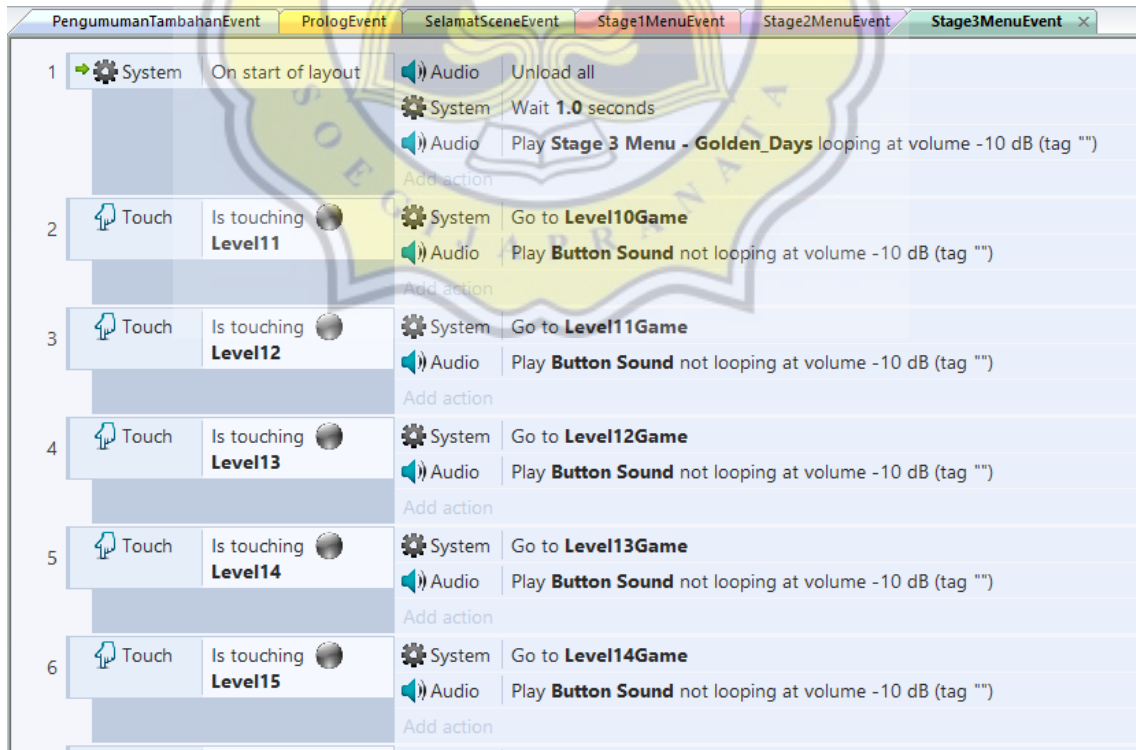 PengumumanTambahanEvent PrologEvent SelamatSceneEvent Stage1MenuEvent Stage2MenuEvent Stage3MenuEvent ×
1 System On start of layout Audio Unload all
System Wait 1.0 seconds
Audio Play Stage 3 Menu - Golden_Days looping at volume -10 dB (tag "")
Add action
2 Touch Is touching Level11 System Go to Level10Game
Audio Play Button Sound not looping at volume -10 dB (tag "")
Add action
3 Touch Is touching Level12 System Go to Level11Game
Audio Play Button Sound not looping at volume -10 dB (tag "")
Add action
4 Touch Is touching Level13 System Go to Level12Game
Audio Play Button Sound not looping at volume -10 dB (tag "")
Add action
5 Touch Is touching Level14 System Go to Level13Game
Audio Play Button Sound not looping at volume -10 dB (tag "")
Add action
6 Touch Is touching Level15 System Go to Level14Game
Audio Play Button Sound not looping at volume -10 dB (tag "")
Add action
SOEGIJAPRANATA